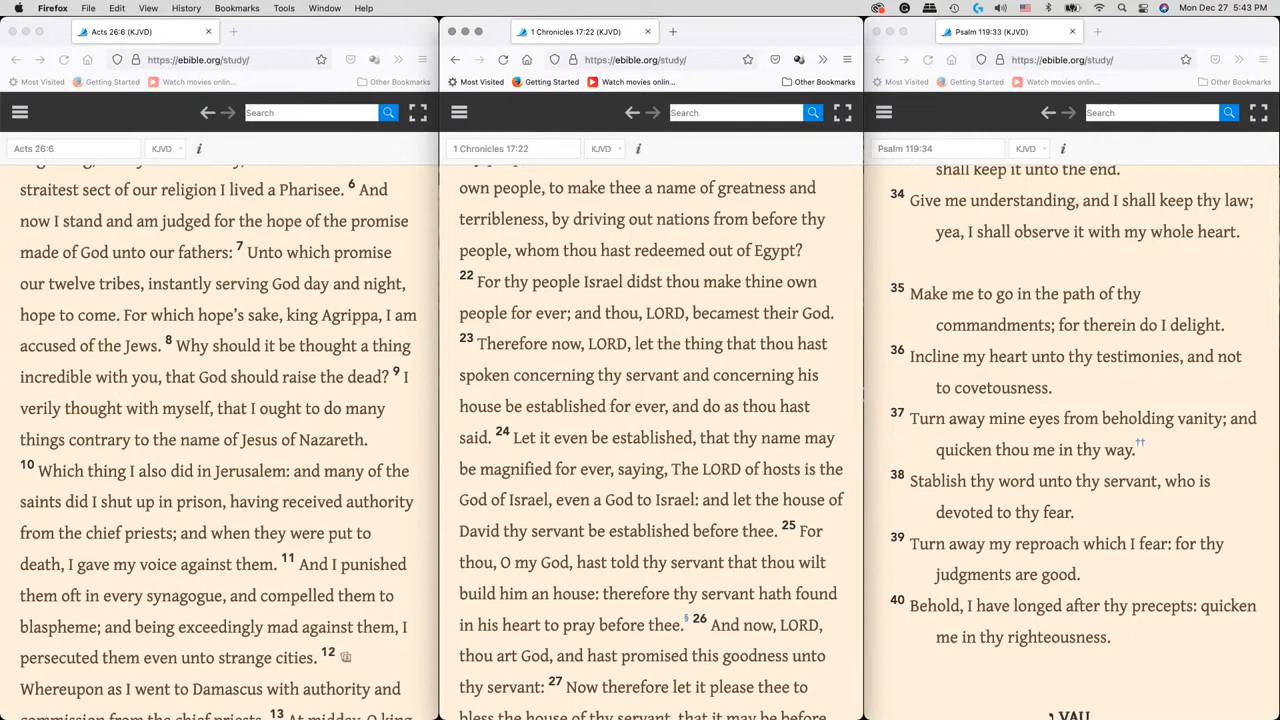 Firefox File Edit View History Bookmarks Tools Window Help Mon Dec 27 5:43 PM
Acts 26:6 (KJVD)
https://ebible.org/study/
Most Visited Getting Started Watch movies onlin... Other Bookmarks
Search
Acts 26:6 KJVD i
straitest sect of our religion I lived a Pharisee. 6 And
now I stand and am judged for the hope of the promise
made of God unto our fathers: 7 Unto which promise
our twelve tribes, instantly serving God day and night,
hope to come. For which hope’s sake, king Agrippa, I am
accused of the Jews. 8 Why should it be thought a thing
incredible with you, that God should raise the dead? 9 I
verily thought with myself, that I ought to do many
things contrary to the name of Jesus of Nazareth.
10 Which thing I also did in Jerusalem: and many of the
saints did I shut up in prison, having received authority
from the chief priests; and when they were put to
death, I gave my voice against them. 11 And I punished
them oft in every synagogue, and compelled them to
blaspheme; and being exceedingly mad against them, I
persecuted them even unto strange cities. 12
Whereupon as I went to Damascus with authority and
commission from the chief priests, 13 At midday, O king,
1 Chronicles 17:22 (KJVD)
https://ebible.org/study/
Most Visited Getting Started Watch movies onlin... Other Bookmarks
Search
1 Chronicles 17:22 KJVD i
own people, to make thee a name of greatness and
terribleness, by driving out nations from before thy
people, whom thou hast redeemed out of Egypt?
22 For thy people Israel didst thou make thine own
people for ever; and thou, LORD, becamest their God.
23 Therefore now, LORD, let the thing that thou hast
spoken concerning thy servant and concerning his
house be established for ever, and do as thou hast
said. 24 Let it even be established, that thy name may
be magnified for ever, saying, The LORD of hosts is the
God of Israel, even a God to Israel: and let the house of
David thy servant be established before thee. 25 For
thou, O my God, hast told thy servant that thou wilt
build him an house: therefore thy servant hath found
in his heart to pray before thee.§ 26 And now, LORD,
thou art God, and hast promised this goodness unto
thy servant: 27 Now therefore let it please thee to
bless the house of thy servant, that it may be before
Psalm 119:33 (KJVD)
https://ebible.org/study/
Most Visited Getting Started Watch movies onlin... Other Bookmarks
Search
Psalm 119:34 KJVD i
shall keep it unto the end.
34 Give me understanding, and I shall keep thy law;
yea, I shall observe it with my whole heart.
35 Make me to go in the path of thy
commandments; for therein do I delight.
36 Incline my heart unto thy testimonies, and not
to covetousness.
37 Turn away mine eyes from beholding vanity; and
quicken thou me in thy way.††
38 Stablish thy word unto thy servant, who is
devoted to thy fear.
39 Turn away my reproach which I fear: for thy
judgments are good.
40 Behold, I have longed after thy precepts: quicken
me in thy righteousness.
ו VAU